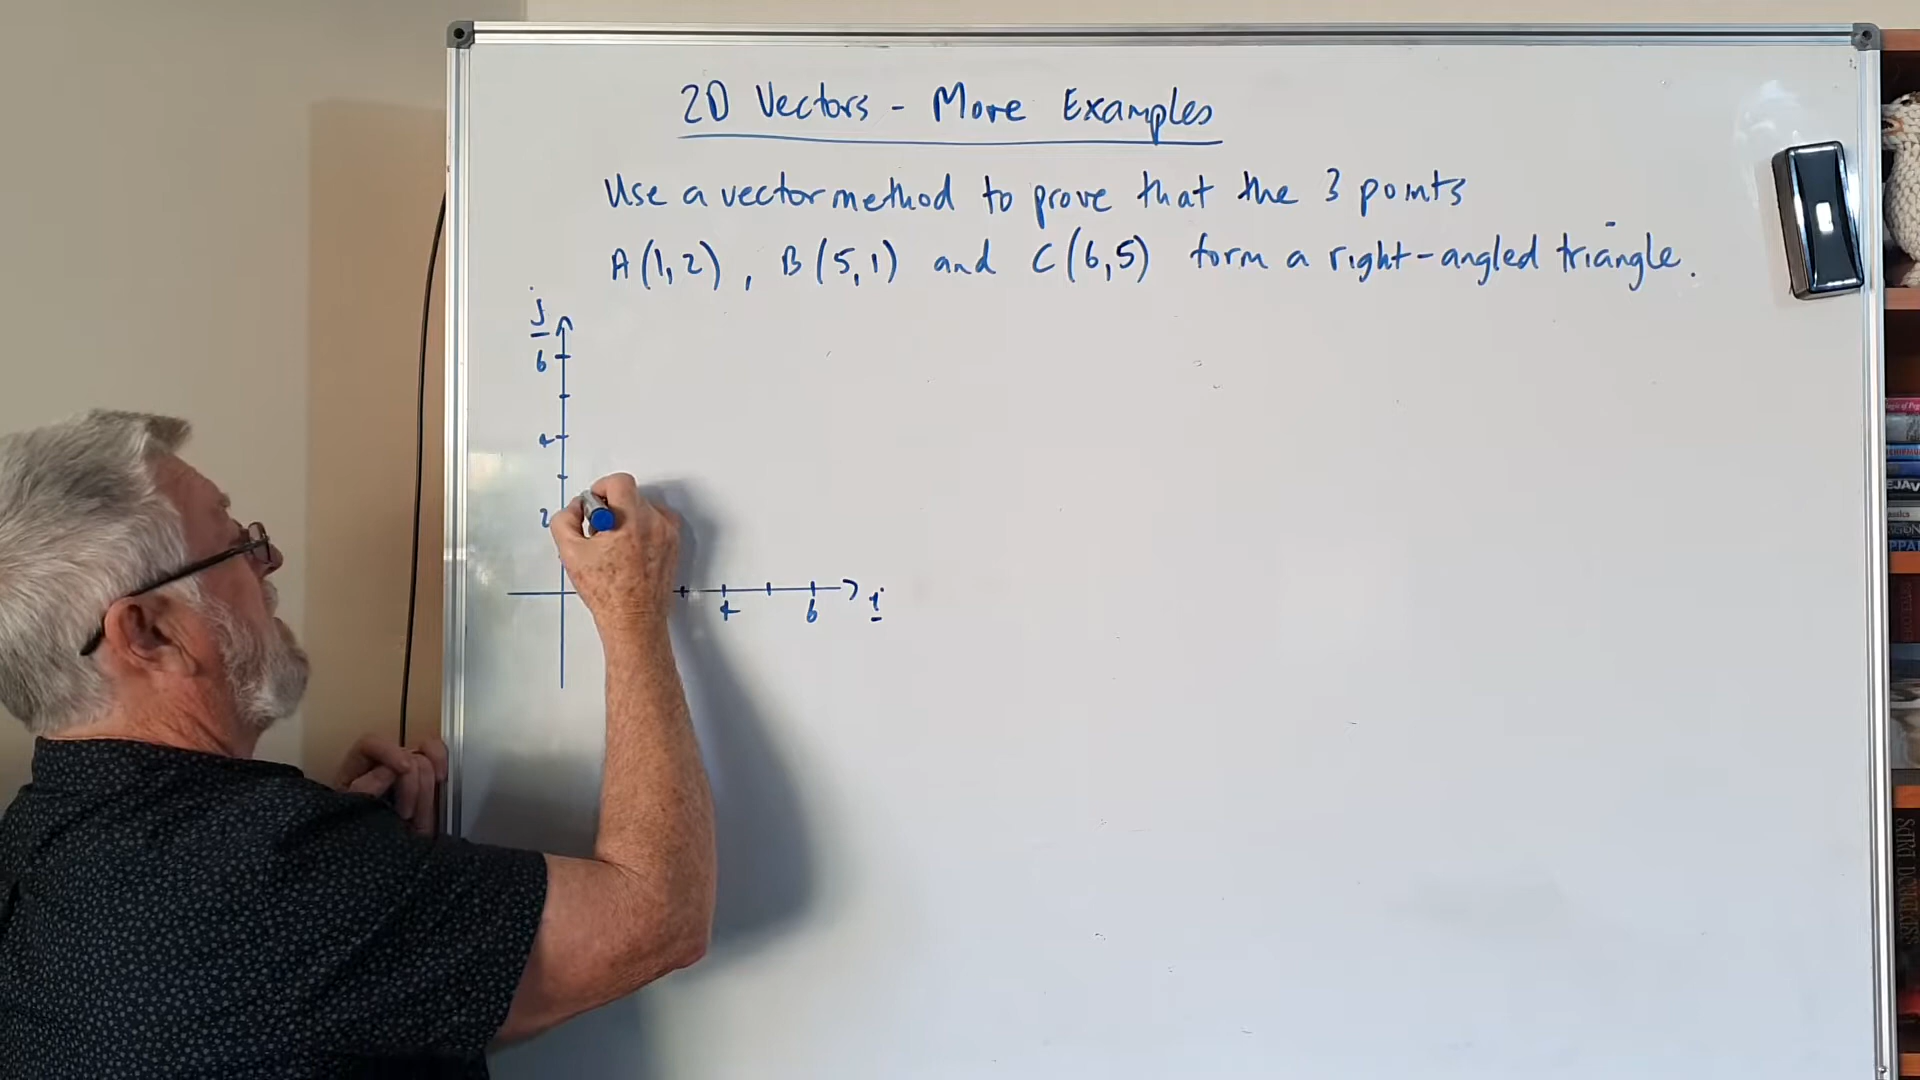 2D Vectors - More Examples
Use a vector method to prove that the 3 points
A(1,2), B(5,1) and C(6,5) form a right-angled triangle.
j
6
4
2
4 6 i